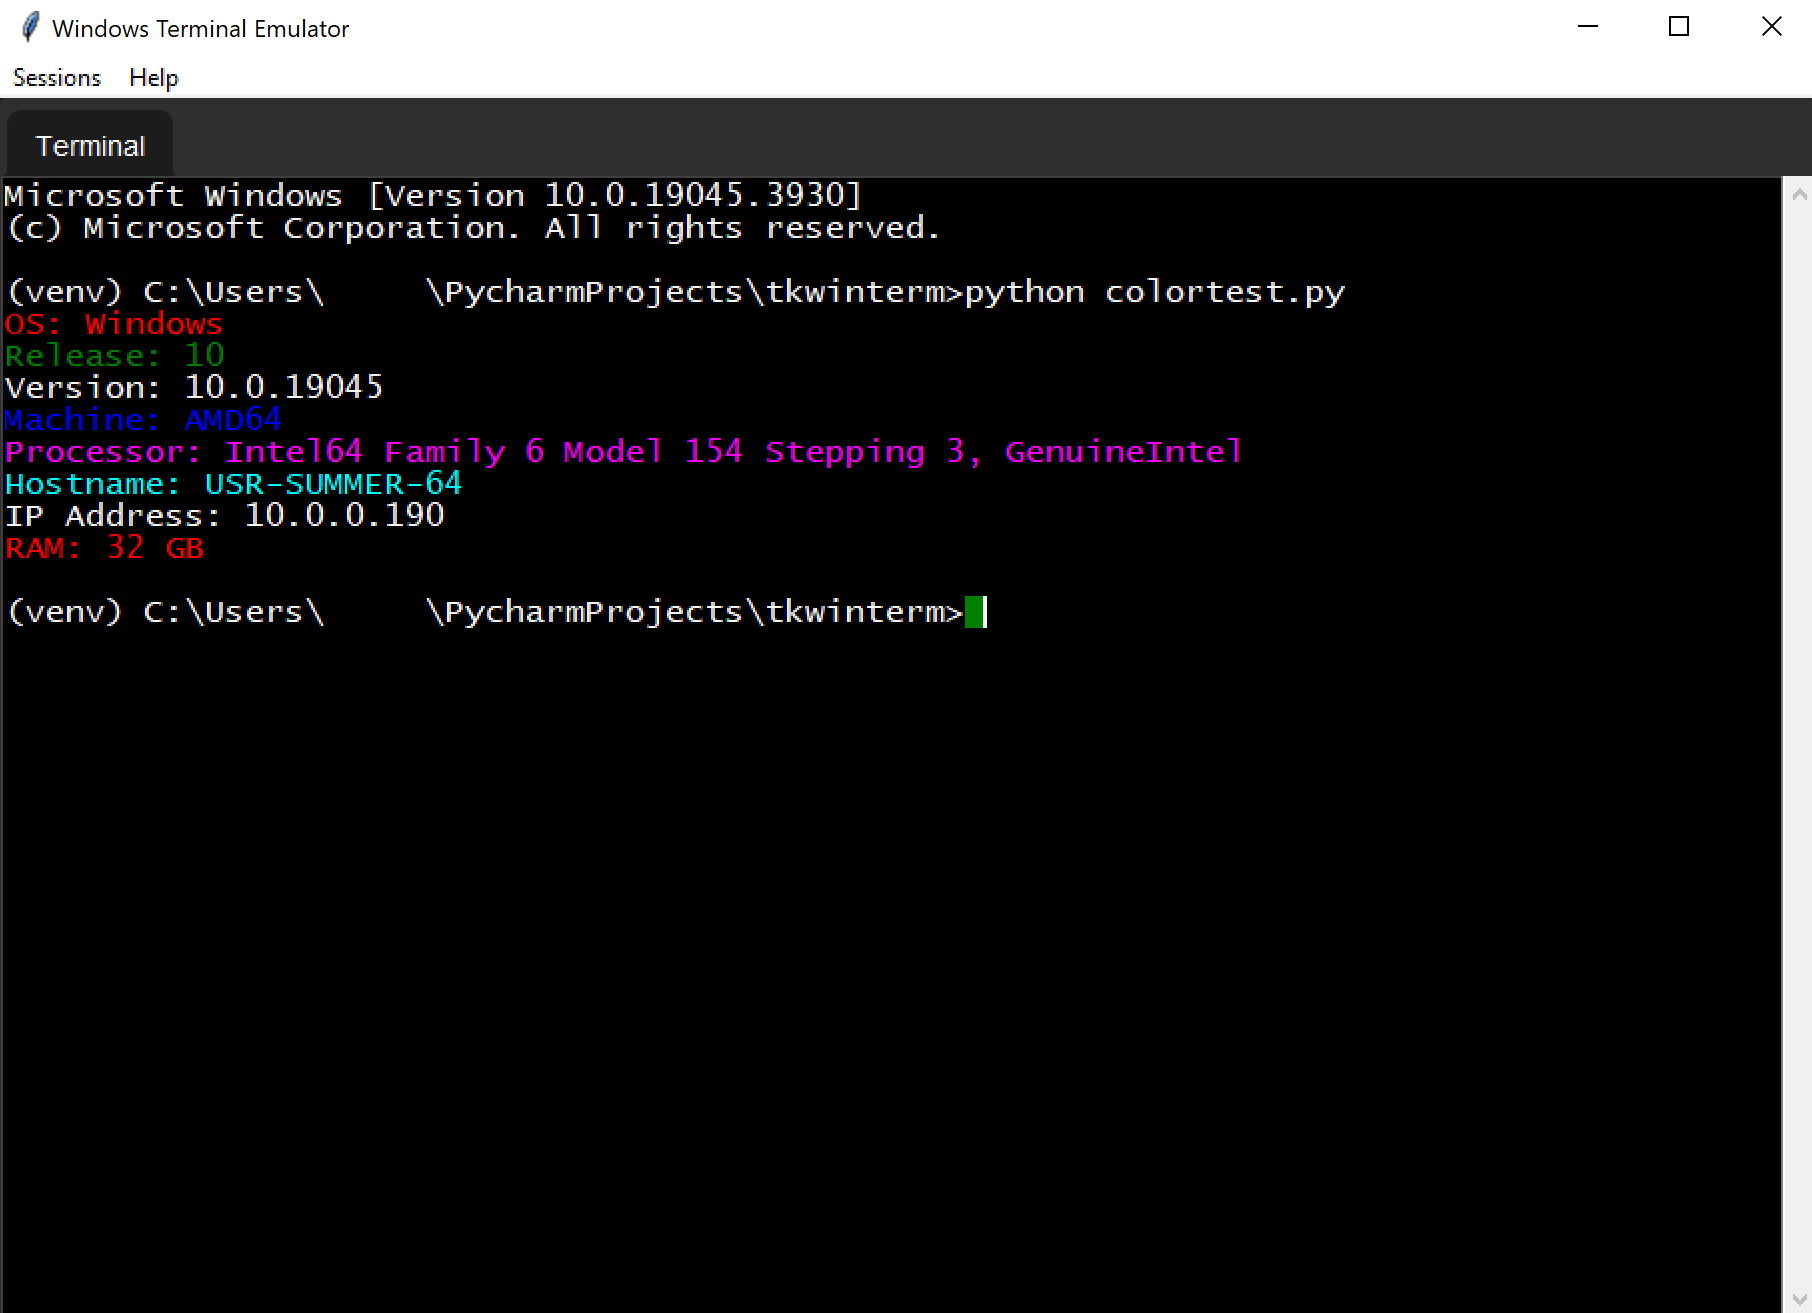 Windows Terminal Emulator
Sessions Help
Terminal
Microsoft Windows [Version 10.0.19045.3930]
(c) Microsoft Corporation. All rights reserved.
(venv) C:\Users\     \PycharmProjects\tkwinterm>python colortest.py
OS: Windows
Release: 10
Version: 10.0.19045
Machine: AMD64
Processor: Intel64 Family 6 Model 154 Stepping 3, GenuineIntel
Hostname: USR-SUMMER-64
IP Address: 10.0.0.190
RAM: 32 GB
(venv) C:\Users\     \PycharmProjects\tkwinterm>